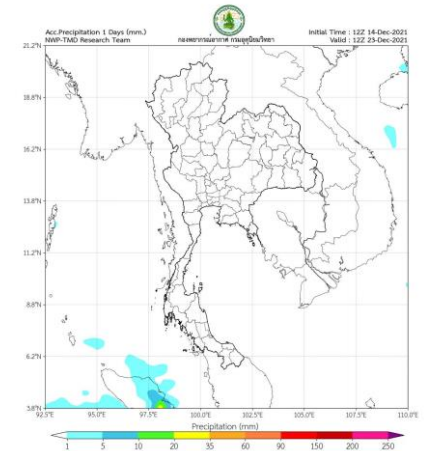 Acc.Precipitation 1 Days (mm.)
NWP-TMD Research Team
กองพยากรณ์อากาศ กรมอุตุนิยมวิทยา
Initial Time : 12Z 14-Dec-2021
Valid : 12Z 23-Dec-2021
21.2°N
18.8°N
16.2°N
13.8°N
11.2°N
8.8°N
6.2°N
3.8°N
92.5°E 95.0°E 97.5°E 100.0°E 102.5°E 105.0°E 107.5°E 110.0°E
Precipitation (mm)
1 5 10 20 35 60 90 150 200 250